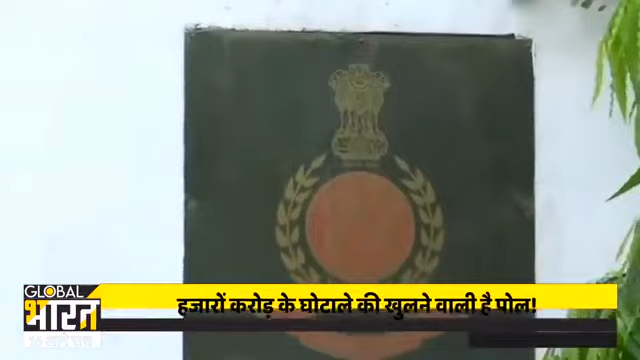 हजारों करोड़ के घोटाले की खुलने वाली है पोल!
GLOBAL
भारत